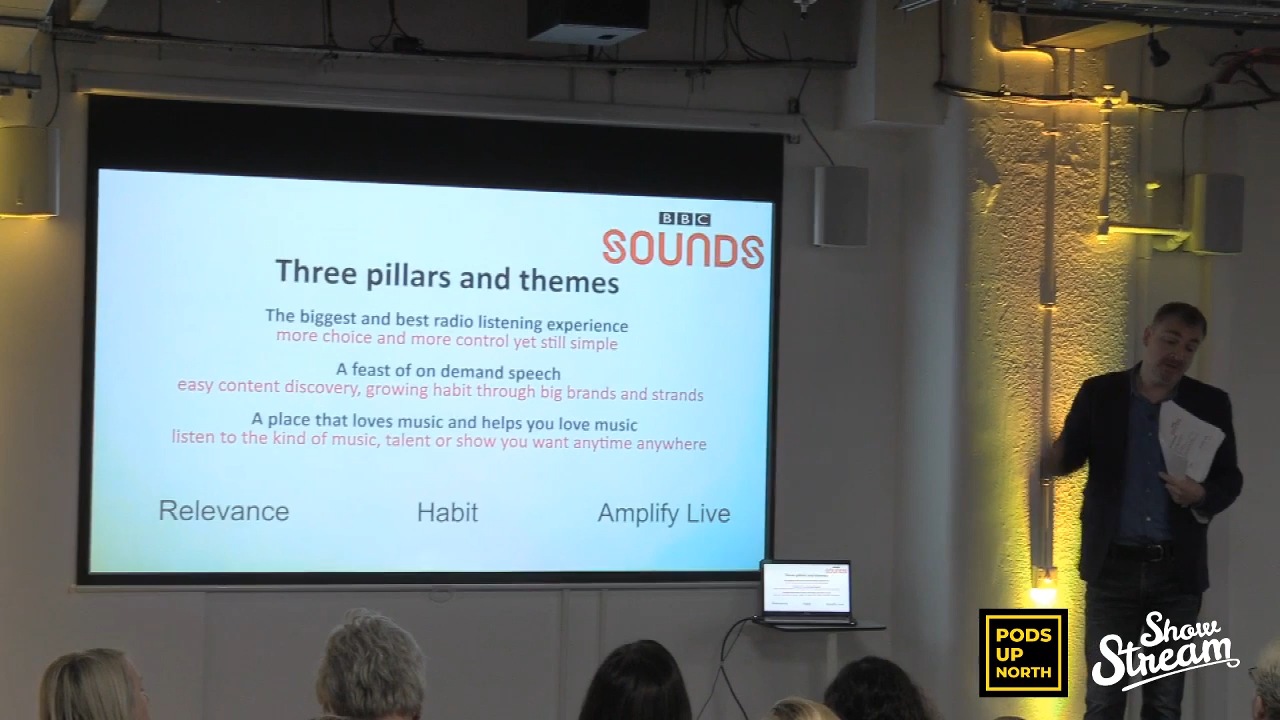 BBC
SOUNDS
Three pillars and themes
The biggest and best radio listening experience
more choice and more control yet still simple
A feast of on demand speech
easy content discovery, growing habit through big brands and strands
A place that loves music and helps you love music
listen to the kind of music, talent or show you want anytime anywhere
Relevance Habit Amplify Live
PODS
UP
NORTH
Show
Stream